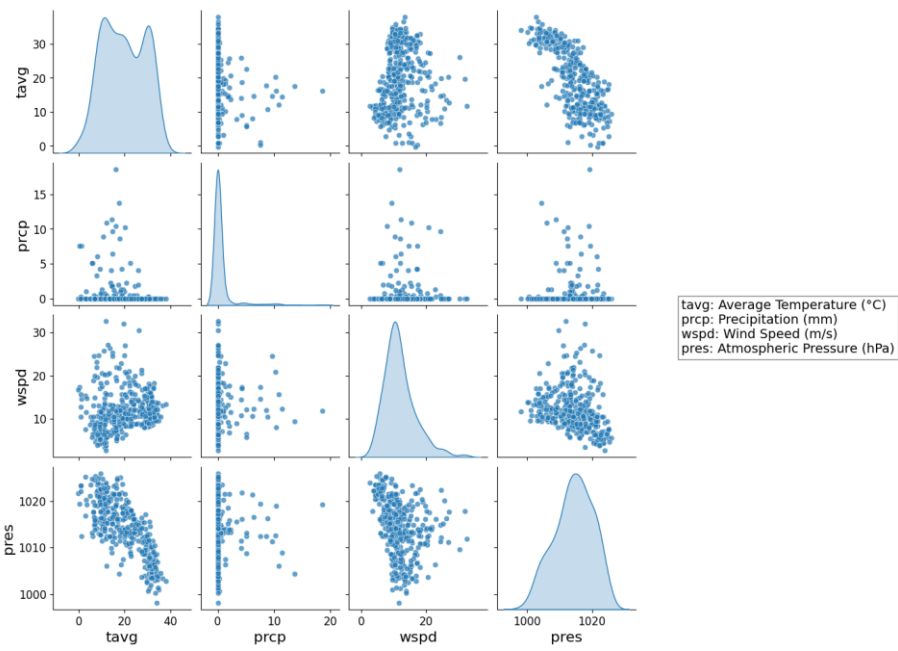 tavg
30
20
10
0
prcp
15
10
5
0
wspd
30
20
10
tavg: Average Temperature (°C)
prcp: Precipitation (mm)
wspd: Wind Speed (m/s)
pres: Atmospheric Pressure (hPa)
pres
1020
1010
1000
0 20 40 0 10 20 0 20 1000 1020
tavg prcp wspd pres